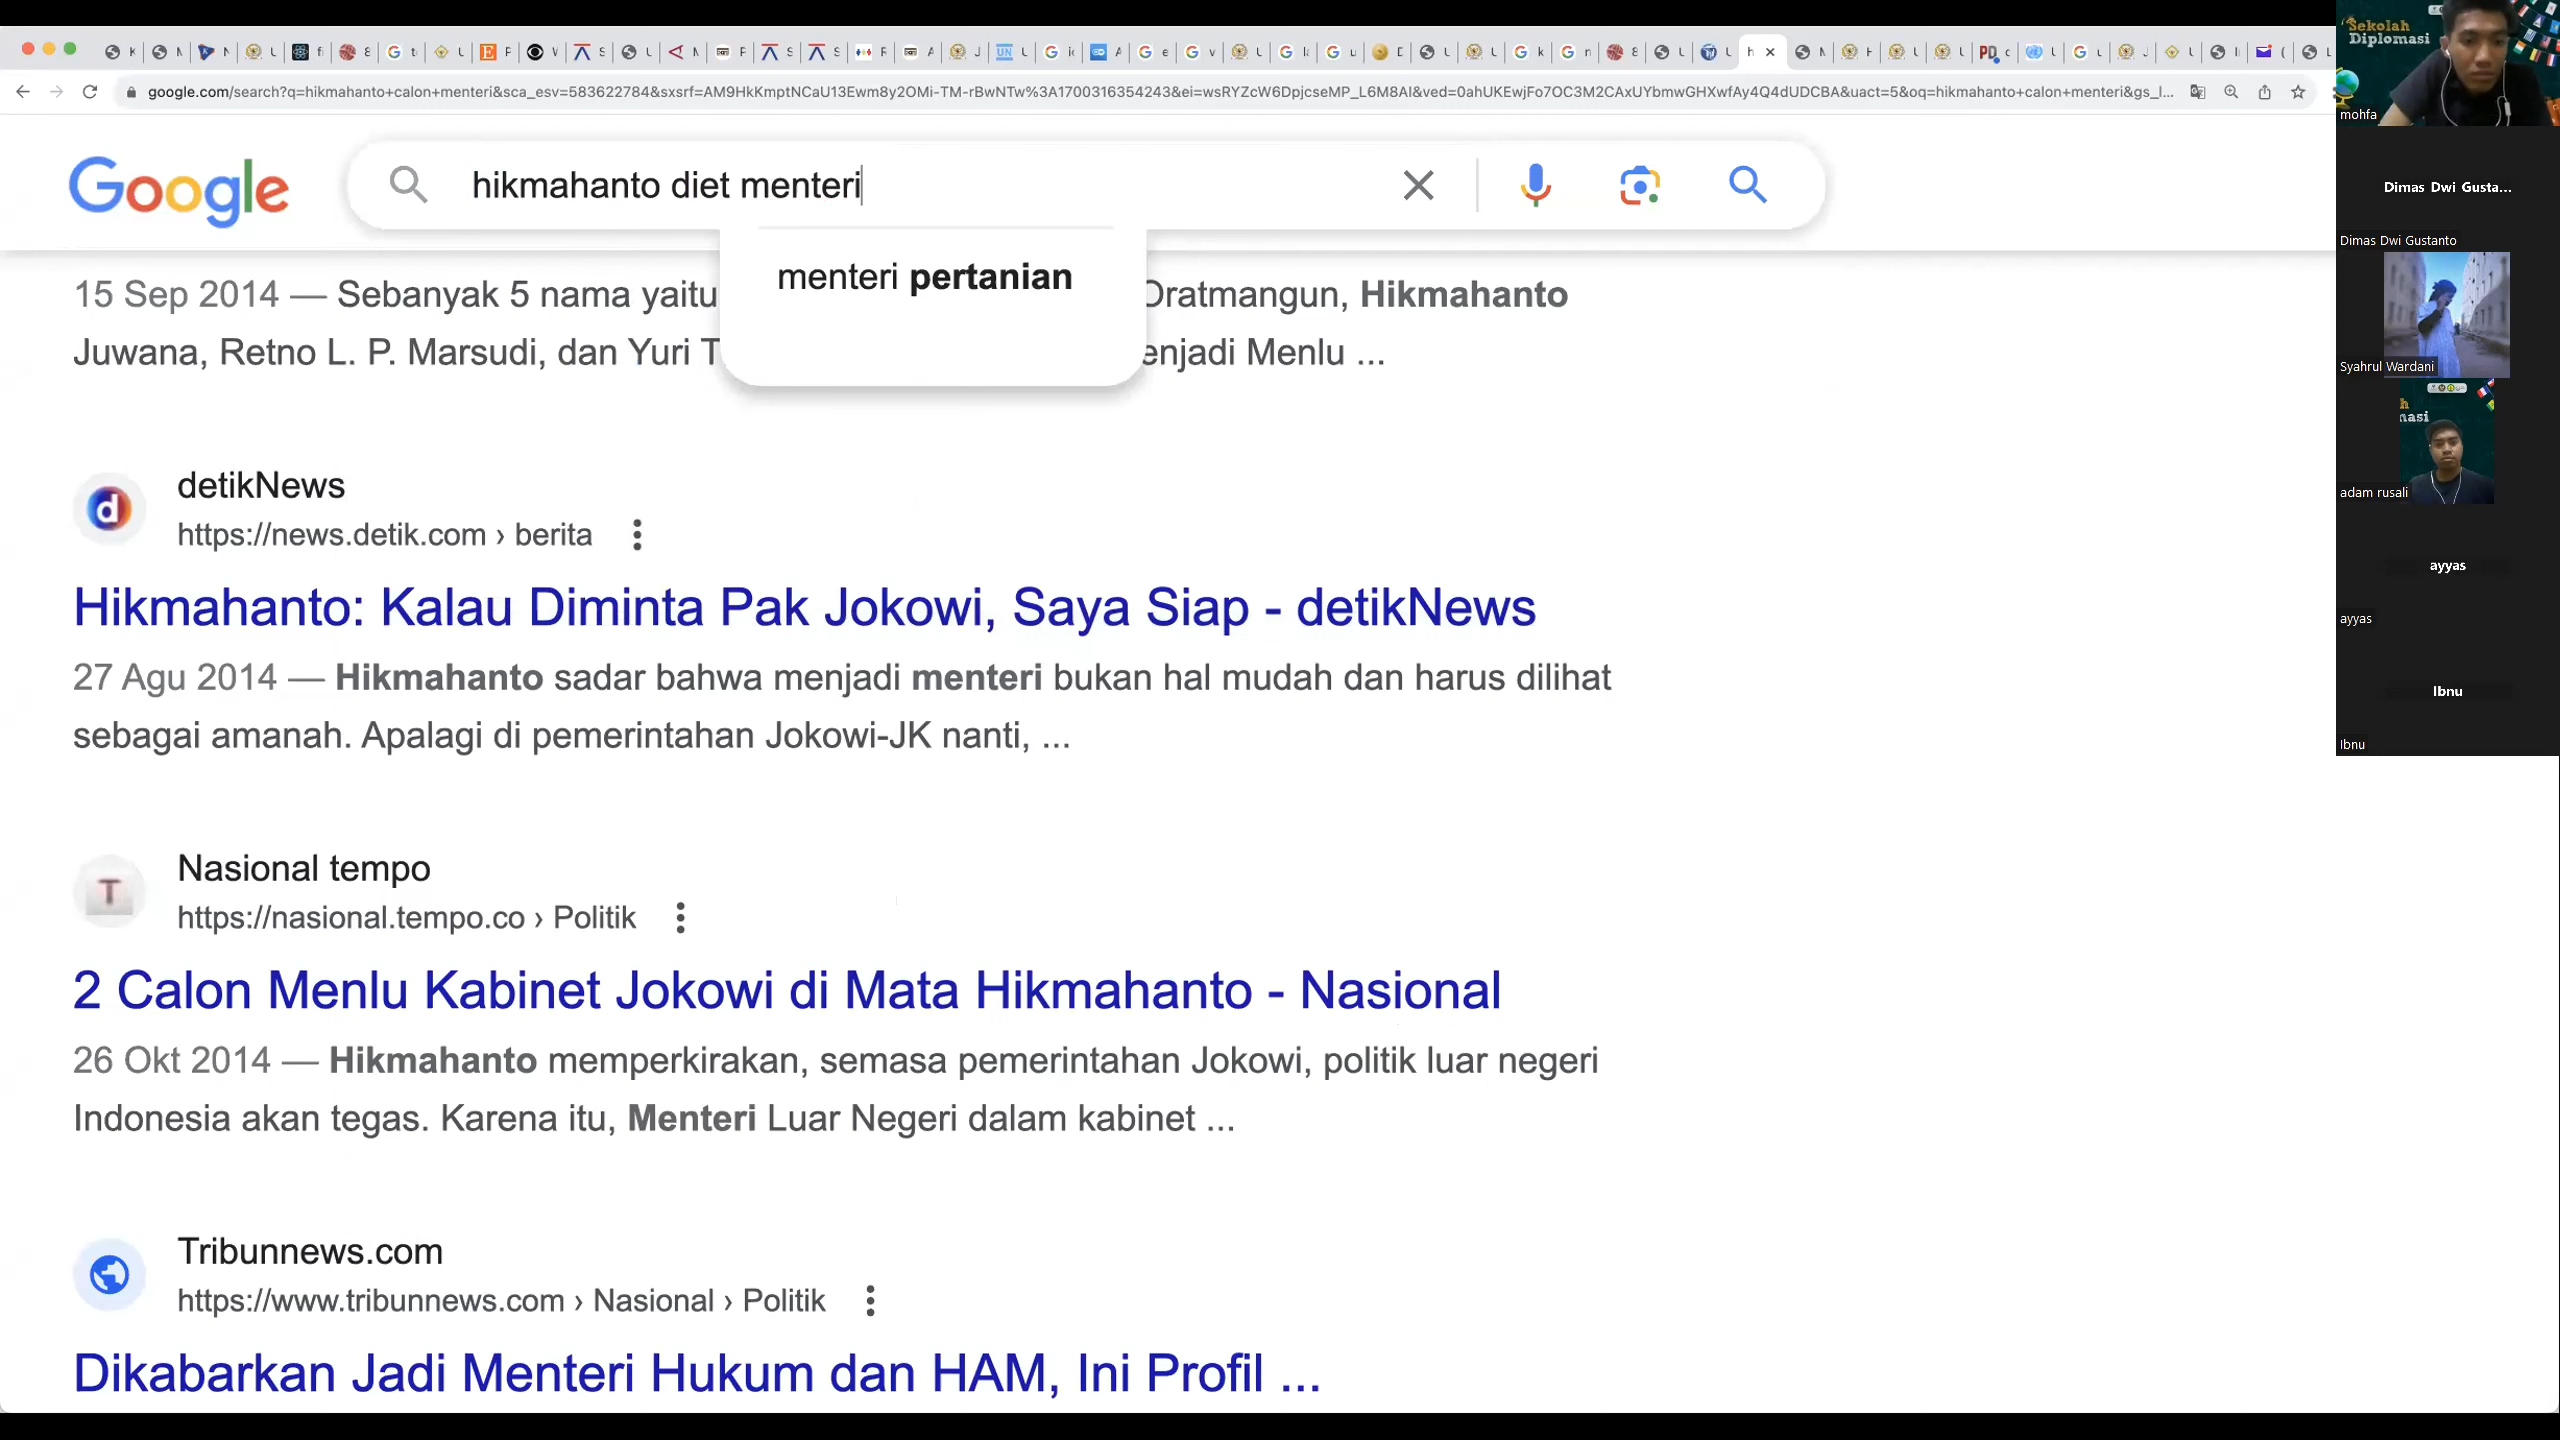 google.com/search?q=hikmahanto+calon+menteri&sca_esv=583622784&sxsrf=AM9HkKmptNCaU13Ewm8y2OMi-TM-rBwNTw%3A1700316354243&ei=wsRYZcW6DpjcseMP_L6M8AI&ved=0ahUKEwjFo7OC3M2CAxUYbmwGHXwfAy4Q4dUDCBA&uact=5&oq=hikmahanto+calon+menteri&gs_l...
Google
hikmahanto diet menteri
menteri pertanian
15 Sep 2014 — Sebanyak 5 nama yaitu Oratmangun, Hikmahanto
Juwana, Retno L. P. Marsudi, dan Yuri T enjadi Menlu ...
detikNews
https://news.detik.com › berita
Hikmahanto: Kalau Diminta Pak Jokowi, Saya Siap - detikNews
27 Agu 2014 — Hikmahanto sadar bahwa menjadi menteri bukan hal mudah dan harus dilihat
sebagai amanah. Apalagi di pemerintahan Jokowi-JK nanti, ...
T
Nasional tempo
https://nasional.tempo.co › Politik
2 Calon Menlu Kabinet Jokowi di Mata Hikmahanto - Nasional
26 Okt 2014 — Hikmahanto memperkirakan, semasa pemerintahan Jokowi, politik luar negeri
Indonesia akan tegas. Karena itu, Menteri Luar Negeri dalam kabinet ...
Tribunnews.com
https://www.tribunnews.com › Nasional › Politik
Dikabarkan Jadi Menteri Hukum dan HAM, Ini Profil ...
Sekolah
Diplomasi
mohfa
Dimas Dwi Gusta...
Dimas Dwi Gustanto
Syahrul Wardani
adam rusali
ayyas
ayyas
Ibnu
Ibnu